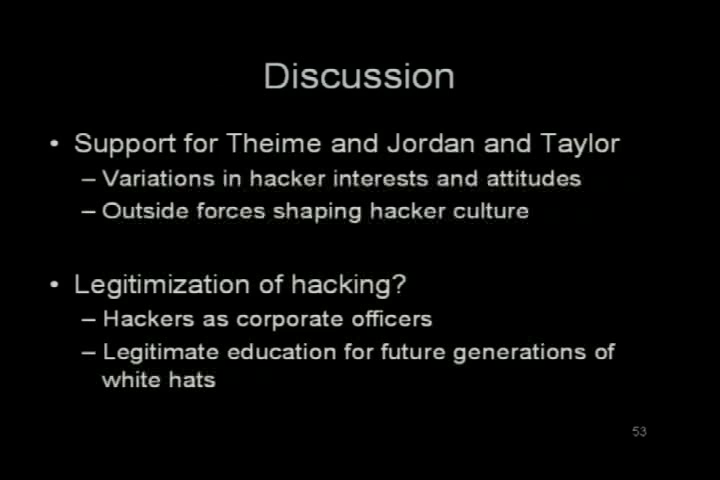 Discussion
• Support for Theime and Jordan and Taylor
– Variations in hacker interests and attitudes
– Outside forces shaping hacker culture
• Legitimization of hacking?
– Hackers as corporate officers
– Legitimate education for future generations of
white hats
53